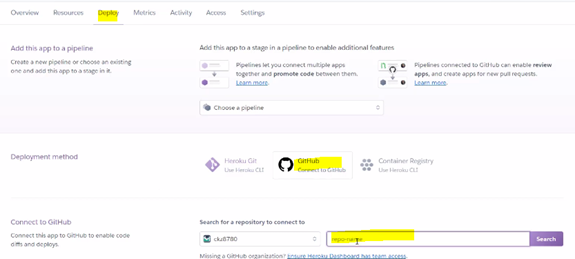 Overview Resources Deploy Metrics Activity Access Settings
Add this app to a pipeline
Create a new pipeline or choose an existing
one and add this app to a stage in it.
Add this app to a stage in a pipeline to enable additional features
Pipelines let you connect multiple apps
together and promote code between them.
Learn more.
Pipelines connected to GitHub can enable review
apps, and create apps for new pull requests.
Learn more.
Choose a pipeline
Deployment method
Heroku Git
Use Heroku CLI
GitHub
Connect to GitHub
Container Registry
Use Heroku CLI
Connect to GitHub
Connect this app to GitHub to enable code
diffs and deploys.
Search for a repository to connect to
repo-name
Search
Missing a GitHub organization? Ensure Heroku Dashboard has team access.